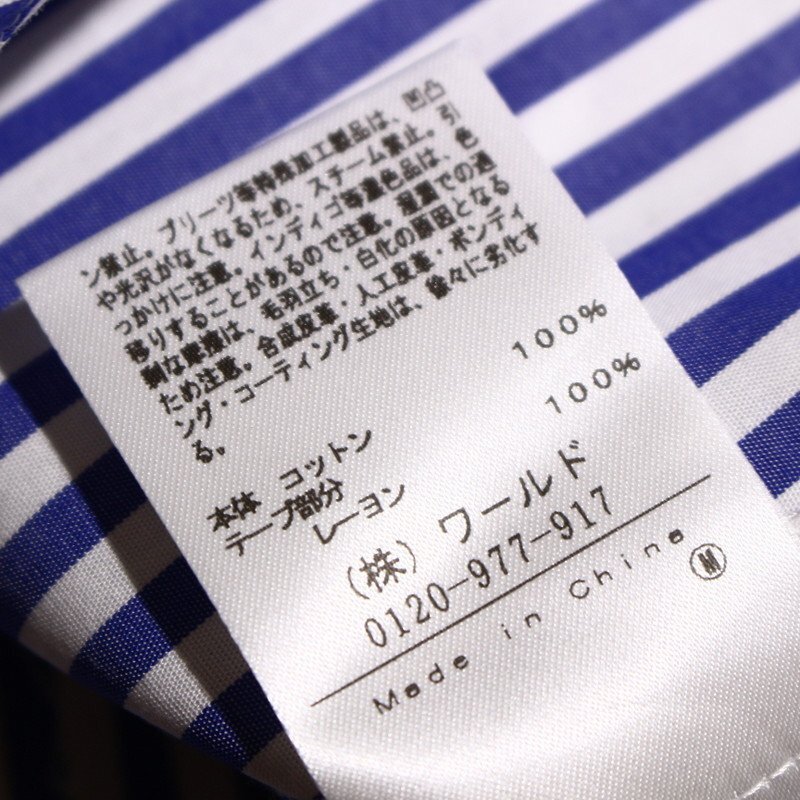 ン禁止。プリーツ等特殊加工製品は、凹凸
や光沢がなくなるため、スチーム禁止。引
っかけに注意。インディゴ等濃色品は、色
移りすることがあるので注意。湿潤での過
剰な摩擦は、毛羽立ち・白化の原因となる
ため注意。合成皮革・人工皮革・ボンディ
ング・コーティング生地は、徐々に劣化す
る。
本体 コットン 100%
テープ部分
レーヨン 100%
(株) ワールド
0120-977-917
Made in China
M